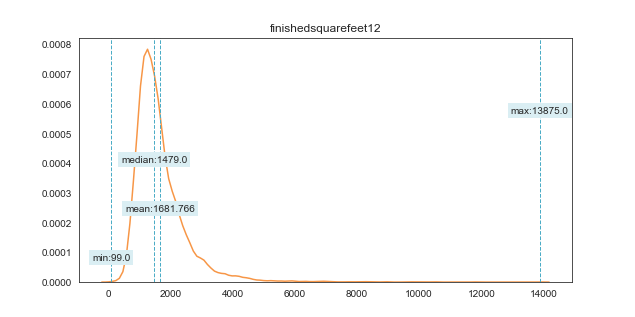 finishedsquarefeet12
0.0008
0.0007
0.0006
0.0005
0.0004
0.0003
0.0002
0.0001
0.0000
max:13875.0
median:1479.0
mean:1681.766
min:99.0
0 2000 4000 6000 8000 10000 12000 14000